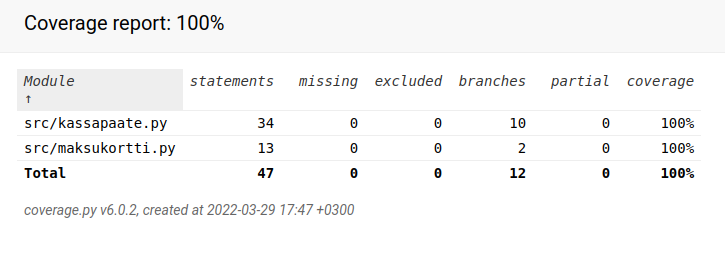 Coverage report: 100%
Module statements missing excluded branches partial coverage
↑
src/kassapaate.py 34 0 0 10 0 100%
src/maksukortti.py 13 0 0 2 0 100%
Total 47 0 0 12 0 100%
coverage.py v6.0.2, created at 2022-03-29 17:47 +0300